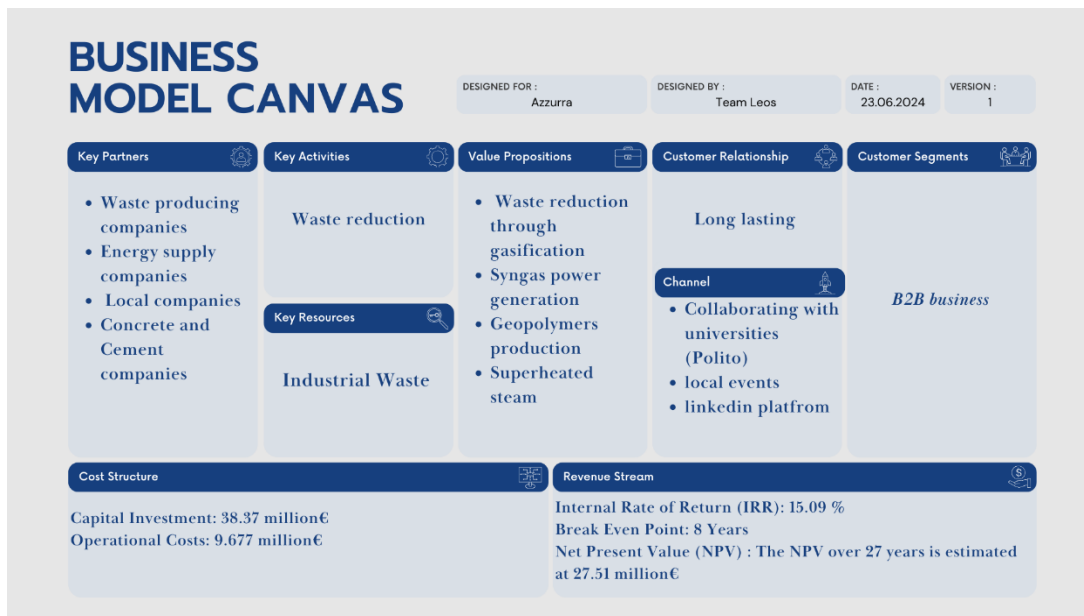 BUSINESS
MODEL CANVAS
DESIGNED FOR :
Azzurra
DESIGNED BY :
Team Leos
DATE :
23.06.2024
VERSION :
1
Key Partners
• Waste producing
companies
• Energy supply
companies
• Local companies
• Concrete and
Cement
companies
Key Activities
Waste reduction
Key Resources
Industrial Waste
Value Propositions
• Waste reduction
through
gasification
• Syngas power
generation
• Geopolymers
production
• Superheated
steam
Customer Relationship
Long lasting
Channel
• Collaborating with
universities
(Polito)
• local events
• linkedin platfrom
Customer Segments
B2B business
Cost Structure
Capital Investment: 38.37 million€
Operational Costs: 9.677 million€
Revenue Stream
Internal Rate of Return (IRR): 15.09 %
Break Even Point: 8 Years
Net Present Value (NPV) : The NPV over 27 years is estimated
at 27.51 million€